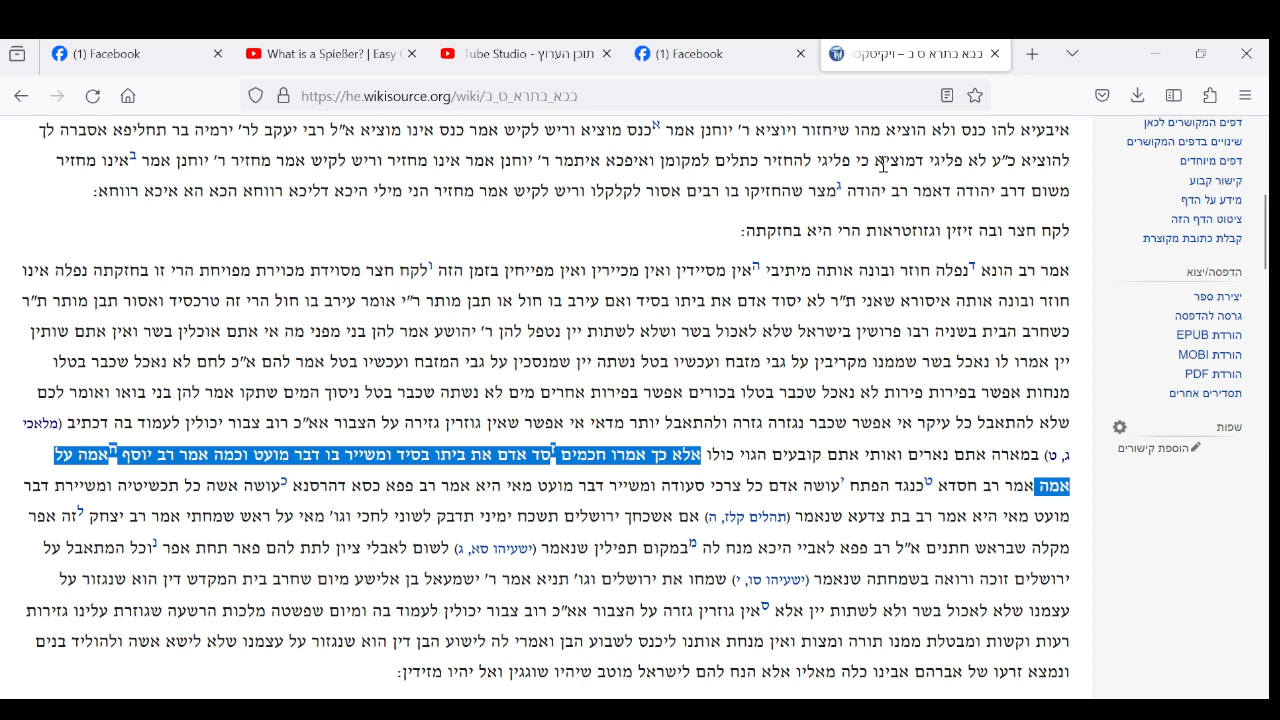 (1) Facebook
What is a Spießer? | Easy
Tube Studio - תוכן הערוץ
(1) Facebook
בבא בתרא ס ב – ויקיטקס
https://he.wikisource.org/wiki/בבא_בתרא_ס_ב
איבעיא להו כנס ולא הוציא מהו שיחזור ויוציא ר' יוחנן אמר אכנס מוציא וריש לקיש אמר כנס אינו מוציא א"ל רבי יעקב לר' ירמיה בר תחליפא אסברה לך
להוציא כ"ע לא פליגי דמוציא כי פליגי להחזיר כתלים למקומן ואיפכא איתמר ר' יוחנן אמר אינו מחזיר וריש לקיש אמר מחזיר ר' יוחנן אמר באינו מחזיר
משום דרב יהודה דאמר רב יהודה גמצר שהחזיקו בו רבים אסור לקלקלו וריש לקיש אמר מחזיר הני מילי היכא דליכא רווחא הכא הא איכא רווחא:
לקח חצר ובה זיזין וגזוזטראות הרי היא בחזקתה:
אמר רב הונא דנפלה חוזר ובונה אותה מיתיבי האין מסיידין ואין מכיירין ואין מפייחין בזמן הזה ולקח חצר מסוידת מכוירת מפויחת הרי זו בחזקתה נפלה אינו
חוזר ובונה אותה איסורא שאני ת"ר לא יסוד אדם את ביתו בסיד ואם עירב בו חול או תבן מותר ר"י אומר עירב בו חול הרי זה טרכסיד ואסור תבן מותר ת"ר
כשחרב הבית בשניה רבו פרושין בישראל שלא לאכול בשר ושלא לשתות יין נטפל להן ר' יהושע אמר להן בני מפני מה אי אתם אוכלין בשר ואין אתם שותין
יין אמרו לו נאכל בשר שממנו מקריבין על גבי מזבח ועכשיו בטל נשתה יין שמנסכין על גבי המזבח ועכשיו בטל אמר להם א"כ לחם לא נאכל שכבר בטלו
מנחות אפשר בפירות פירות לא נאכל שכבר בטלו בכורים אפשר בפירות אחרים מים לא נשתה שכבר בטל ניסוך המים שתקו אמר להן בני בואו ואומר לכם
שלא להתאבל כל עיקר אי אפשר שכבר נגזרה גזרה ולהתאבל יותר מדאי אי אפשר שאין גוזרין גזירה על הצבור אא"כ רוב צבור יכולין לעמוד בה דכתיב (מלאכי
ג, ט) במארה אתם נארים ואותי אתם קובעים הגוי כולו אלא כך אמרו חכמים זסד אדם את ביתו בסיד ומשייר בו דבר מועט וכמה אמר רב יוסף חאמה על
אמה אמר רב חסדא טכנגד הפתח יעושה אדם כל צרכי סעודה ומשייר דבר מועט מאי היא אמר רב פפא כסא דהרסנא כעושה אשה כל תכשיטיה ומשיירת דבר
מועט מאי היא אמר רב בת צדעא שנאמר (תהלים קלז, ה) אם אשכחך ירושלים תשכח ימיני תדבק לשוני לחכי וגו' מאי על ראש שמחתי אמר רב יצחק לזה אפר
מקלה שבראש חתנים א"ל רב פפא לאביי היכא מנח לה מבמקום תפילין שנאמר (ישעיהו סא, ג) לשום לאבלי ציון לתת להם פאר תחת אפר נוכל המתאבל על
ירושלים זוכה ורואה בשמחתה שנאמר (ישעיהו סו, י) שמחו את ירושלים וגו' תניא אמר ר' ישמעאל בן אלישע מיום שחרב בית המקדש דין הוא שנגזור על
עצמנו שלא לאכול בשר ולא לשתות יין אלא סאין גוזרין גזרה על הצבור אא"כ רוב צבור יכולין לעמוד בה ומיום שפשטה מלכות הרשעה שגוזרת עלינו גזירות
רעות וקשות ומבטלת ממנו תורה ומצות ואין מנחת אותנו ליכנס לשבוע הבן ואמרי לה לישוע הבן דין הוא שנגזור על עצמנו שלא לישא אשה ולהוליד בנים
ונמצא זרעו של אברהם אבינו כלה מאליו אלא הנח להם לישראל מוטב שיהיו שוגגין ואל יהיו מזידין:
דפים המקושרים לכאן
שינויים בדפים המקושרים
דפים מיוחדים
קישור קבוע
מידע על הדף
ציטוט הדף הזה
קבלת כתובת מקוצרת
הדפסה/יצוא
יצירת ספר
גרסה להדפסה
הורדת EPUB
הורדת MOBI
הורדת PDF
תסדירים אחרים
שפות
הוספת קישורים